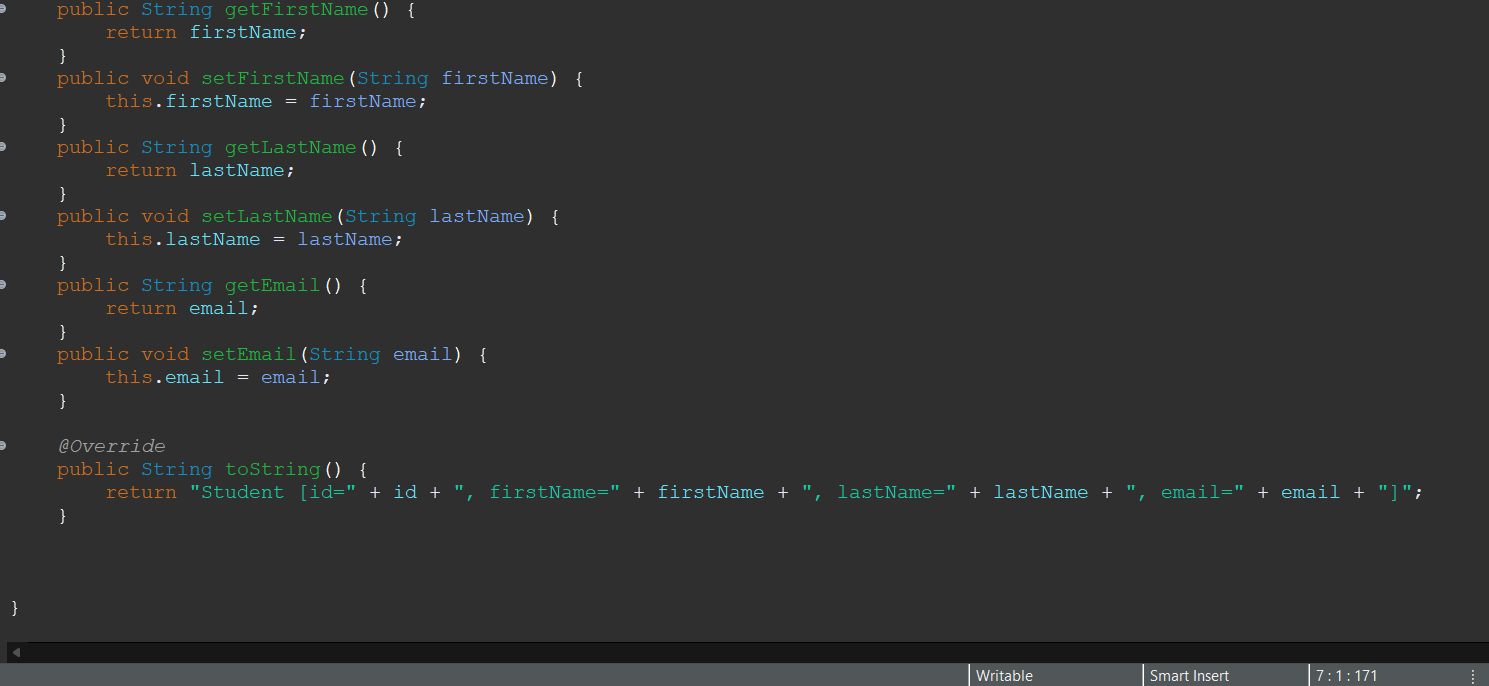 public String getFirstName() {
return firstName;
}
public void setFirstName(String firstName) {
this.firstName = firstName;
}
public String getLastName() {
return lastName;
}
public void setLastName(String lastName) {
this.lastName = lastName;
}
public String getEmail() {
return email;
}
public void setEmail(String email) {
this.email = email;
}
@Override
public String toString() {
return "Student [id=" + id + ", firstName=" + firstName + ", lastName=" + lastName + ", email=" + email + "]";
}
}
Writable Smart Insert 7 : 1 : 171